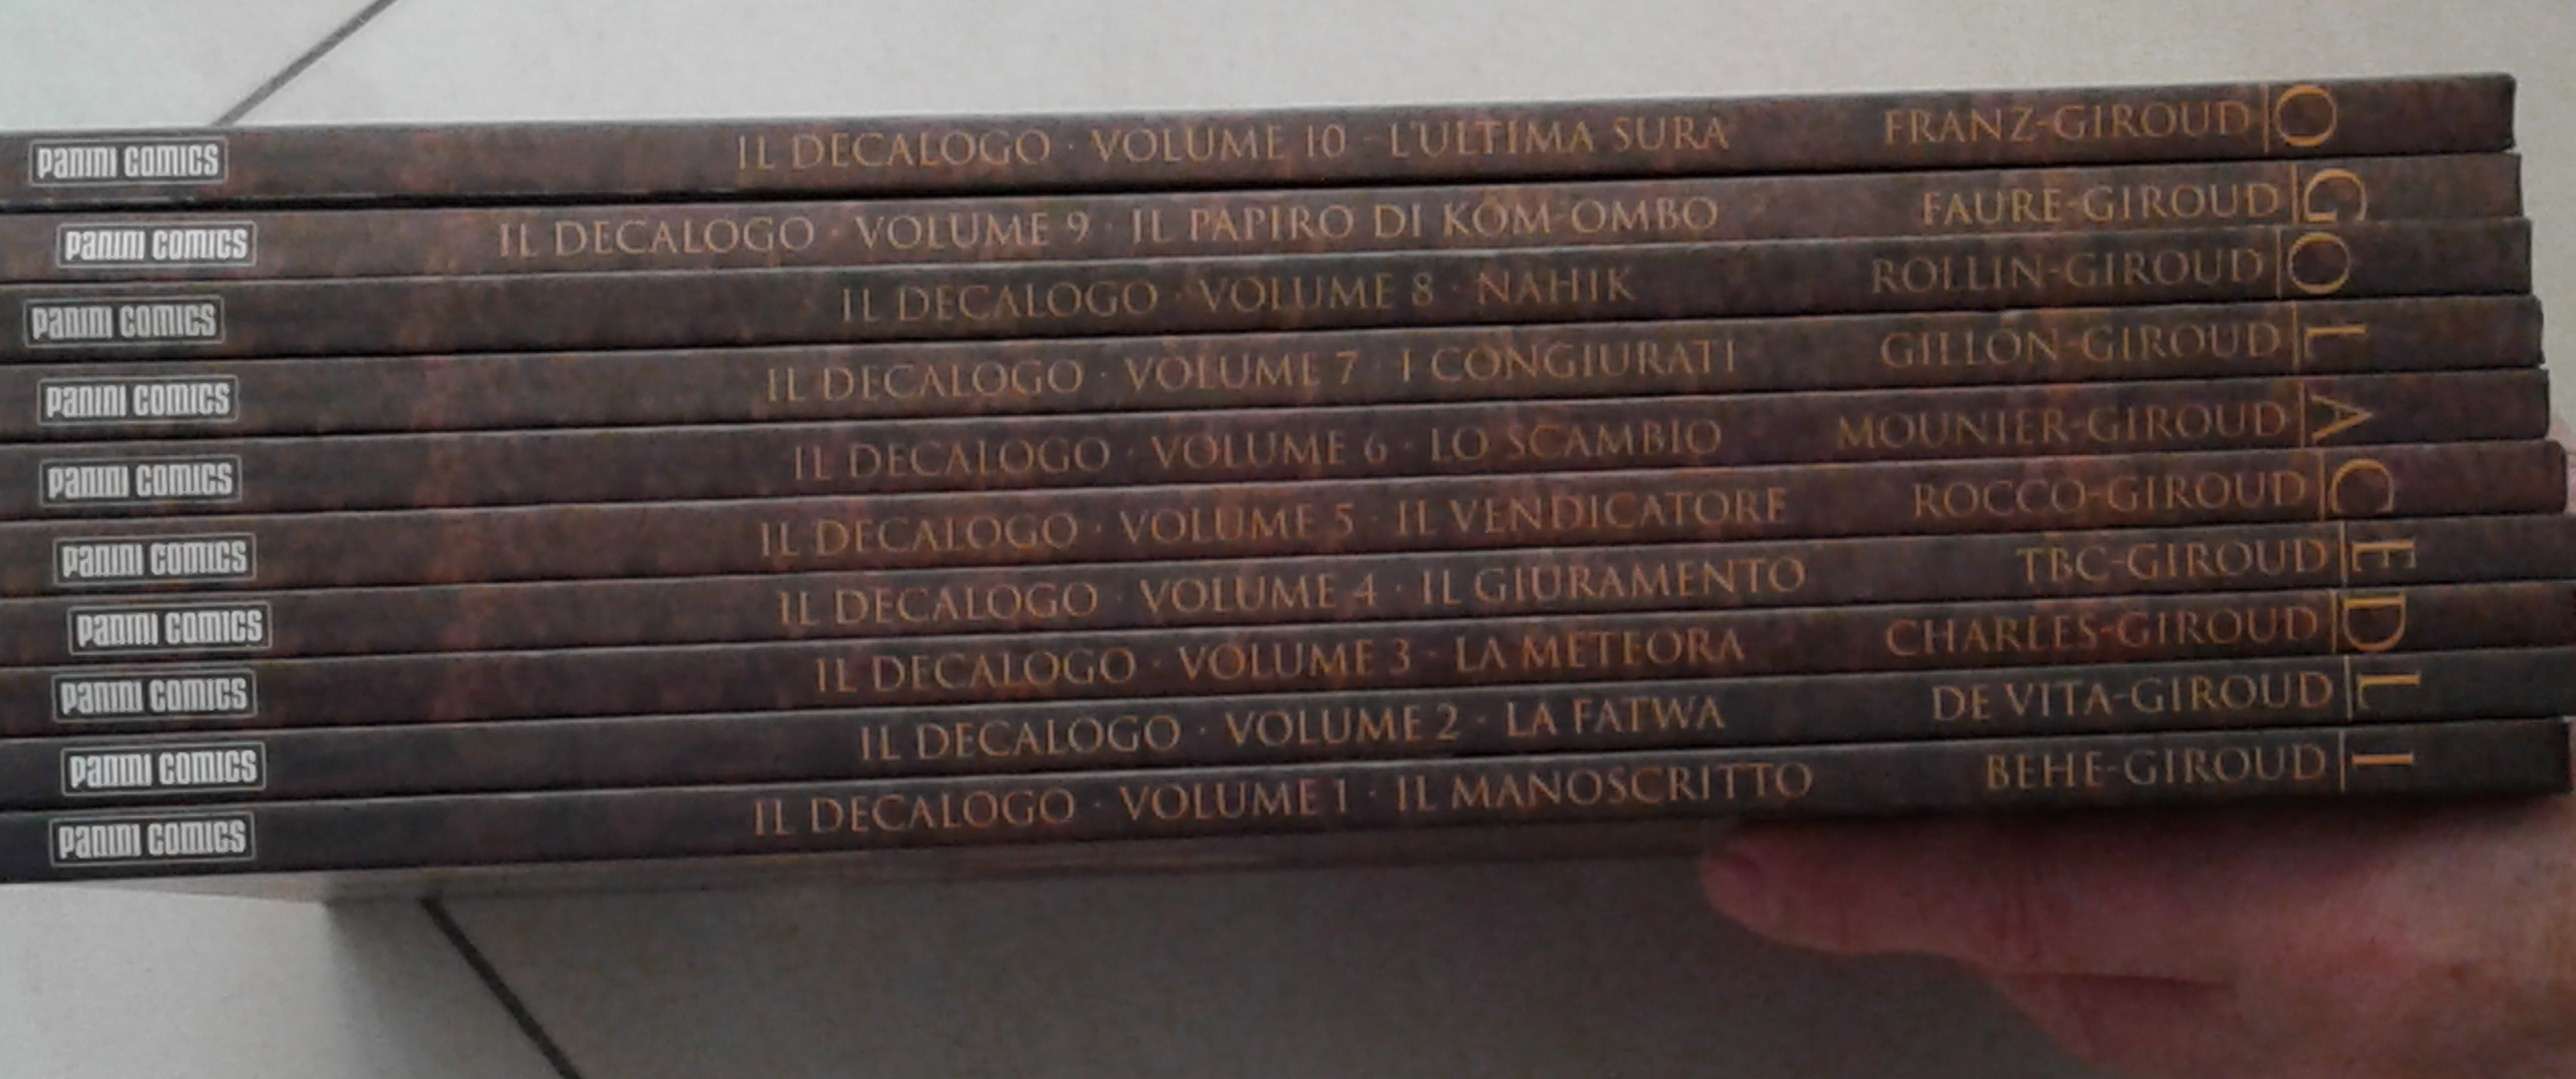 PANINI COMICS IL DECALOGO · VOLUME 10 - L'ULTIMA SURA FRANZ-GIROUD O
PANINI COMICS IL DECALOGO · VOLUME 9 · IL PAPIRO DI KOM-OMBO FAURE-GIROUD G
PANINI COMICS IL DECALOGO · VOLUME 8 · NAHIK ROLLIN-GIROUD O
PANINI COMICS IL DECALOGO · VOLUME 7 · I CONGIURATI GILLON-GIROUD L
PANINI COMICS IL DECALOGO · VOLUME 6 · LO SCAMBIO MOUNIER-GIROUD A
PANINI COMICS IL DECALOGO · VOLUME 5 · IL VENDICATORE ROCCO-GIROUD C
PANINI COMICS IL DECALOGO · VOLUME 4 · IL GIURAMENTO TBC-GIROUD E
PANINI COMICS IL DECALOGO · VOLUME 3 · LA METEORA CHARLES-GIROUD D
PANINI COMICS IL DECALOGO · VOLUME 2 · LA FATWA DE VITA-GIROUD L
PANINI COMICS IL DECALOGO · VOLUME 1 · IL MANOSCRITTO BEHE-GIROUD I